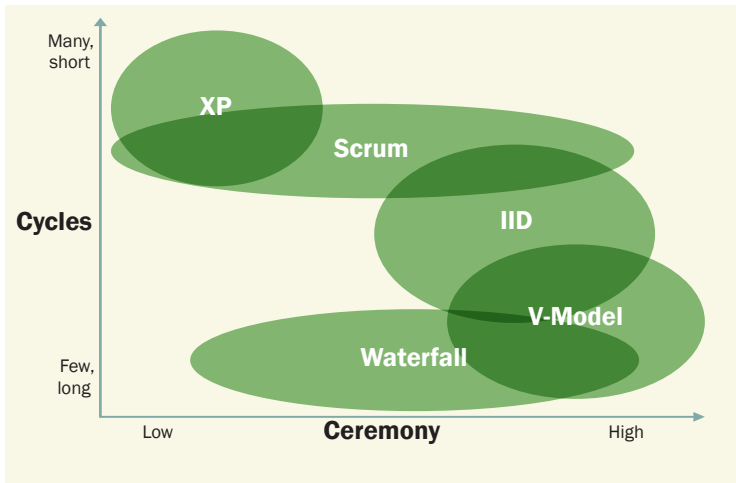 Many,
short
XP
Scrum
Cycles
IID
V-Model
Waterfall
Few,
long
Low
Ceremony
High